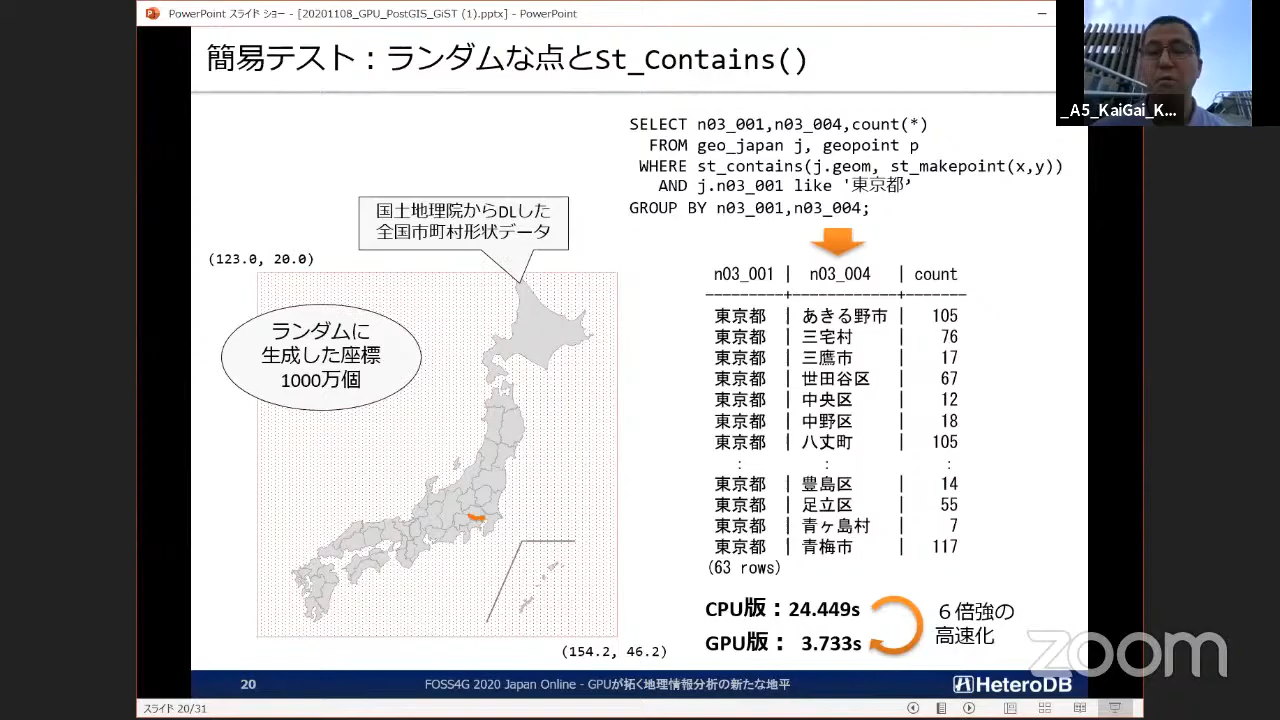 PowerPoint スライド ショー - [20201108_GPU_PostGIS_GiST (1).pptx] - PowerPoint
簡易テスト：ランダムな点とSt_Contains()
_A5_KaiGai_K...
SELECT n03_001,n03_004,count(*)
FROM geo_japan j, geopoint p
WHERE st_contains(j.geom, st_makepoint(x,y))
AND j.n03_001 like '東京都’
GROUP BY n03_001,n03_004;
国土地理院からDLした
全国市町村形状データ
(123.0, 20.0)
ランダムに
生成した座標
1000万個
(154.2, 46.2)
n03_001 | n03_004 | count
---------+------------+-------
東京都 | あきる野市 | 105
東京都 | 三宅村 | 76
東京都 | 三鷹市 | 17
東京都 | 世田谷区 | 67
東京都 | 中央区 | 12
東京都 | 中野区 | 18
東京都 | 八丈町 | 105
: : :
東京都 | 豊島区 | 14
東京都 | 足立区 | 55
東京都 | 青ヶ島村 | 7
東京都 | 青梅市 | 117
(63 rows)
CPU版：24.449s
GPU版： 3.733s
６倍強の
高速化
zoom
20
FOSS4G 2020 Japan Online - GPUが拓く地理情報分析の新たな地平
HeteroDB
スライド 20/31